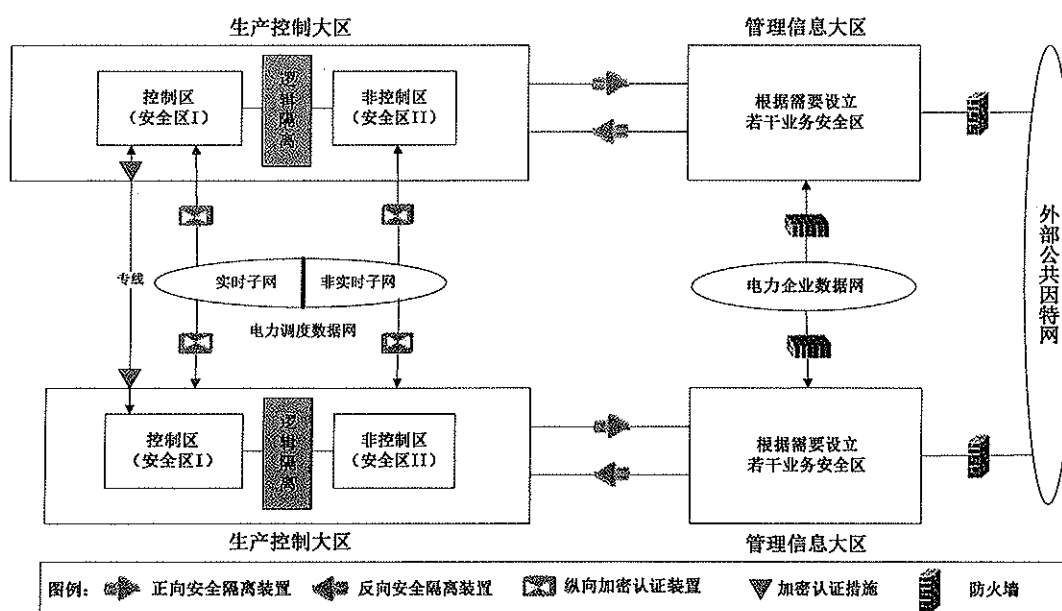 生产控制大区
管理信息大区
控制区
（安全区I）
逻辑隔离
非控制区
（安全区II）
根据需要设立
若干业务安全区
外部公共因特网
专线
实时子网
非实时子网
电力调度数据网
电力企业数据网
控制区
（安全区I）
逻辑隔离
非控制区
（安全区II）
根据需要设立
若干业务安全区
生产控制大区
管理信息大区
图例：
正向安全隔离装置
反向安全隔离装置
纵向加密认证装置
加密认证措施
防火墙